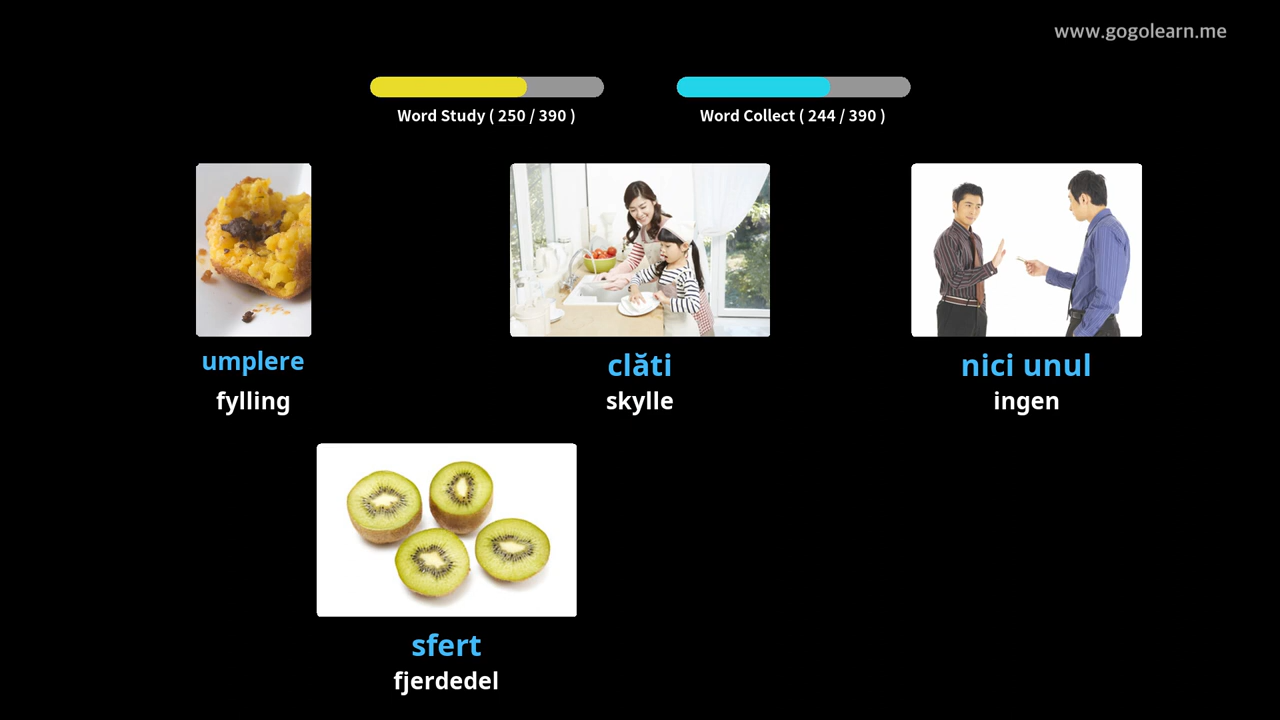 www.gogolearn.me
Word Study ( 250 / 390 )
Word Collect ( 244 / 390 )
umplere
fylling
clăti
skylle
nici unul
ingen
sfert
fjerdedel